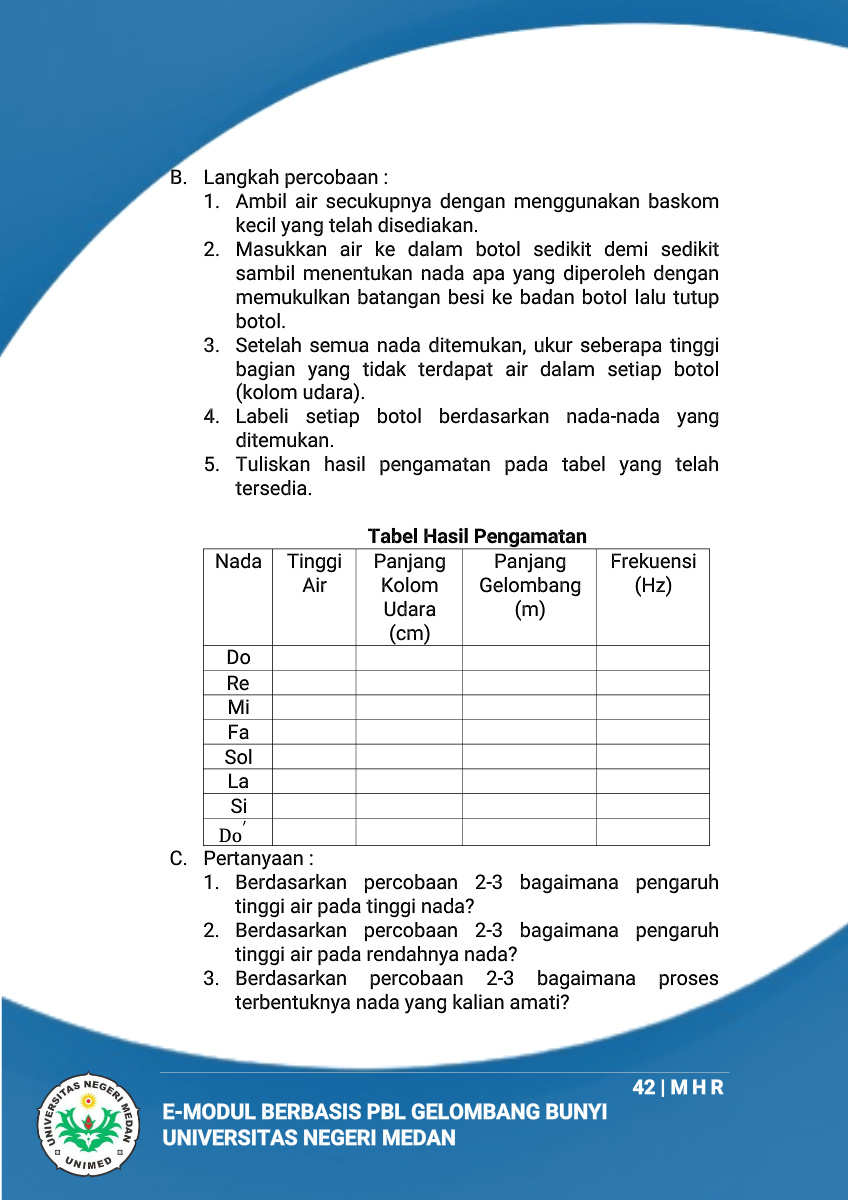 B. Langkah percobaan :
1. Ambil air secukupnya dengan menggunakan baskom
kecil yang telah disediakan.
2. Masukkan air ke dalam botol sedikit demi sedikit
sambil menentukan nada apa yang diperoleh dengan
memukulkan batangan besi ke badan botol lalu tutup
botol.
3. Setelah semua nada ditemukan, ukur seberapa tinggi
bagian yang tidak terdapat air dalam setiap botol
(kolom udara).
4. Labeli setiap botol berdasarkan nada-nada yang
ditemukan.
5. Tuliskan hasil pengamatan pada tabel yang telah
tersedia.
Tabel Hasil Pengamatan
Nada Tinggi Panjang Panjang Frekuensi
Air Kolom Gelombang (Hz)
Udara (m)
(cm)
Do
Re
Mi
Fa
Sol
La
Si
Do′
C. Pertanyaan :
1. Berdasarkan percobaan 2-3 bagaimana pengaruh
tinggi air pada tinggi nada?
2. Berdasarkan percobaan 2-3 bagaimana pengaruh
tinggi air pada rendahnya nada?
3. Berdasarkan percobaan 2-3 bagaimana proses
terbentuknya nada yang kalian amati?
42 | M H R
E-MODUL BERBASIS PBL GELOMBANG BUNYI
UNIVERSITAS NEGERI MEDAN
UNIVERSITAS NEGERI MEDAN
UNIMED